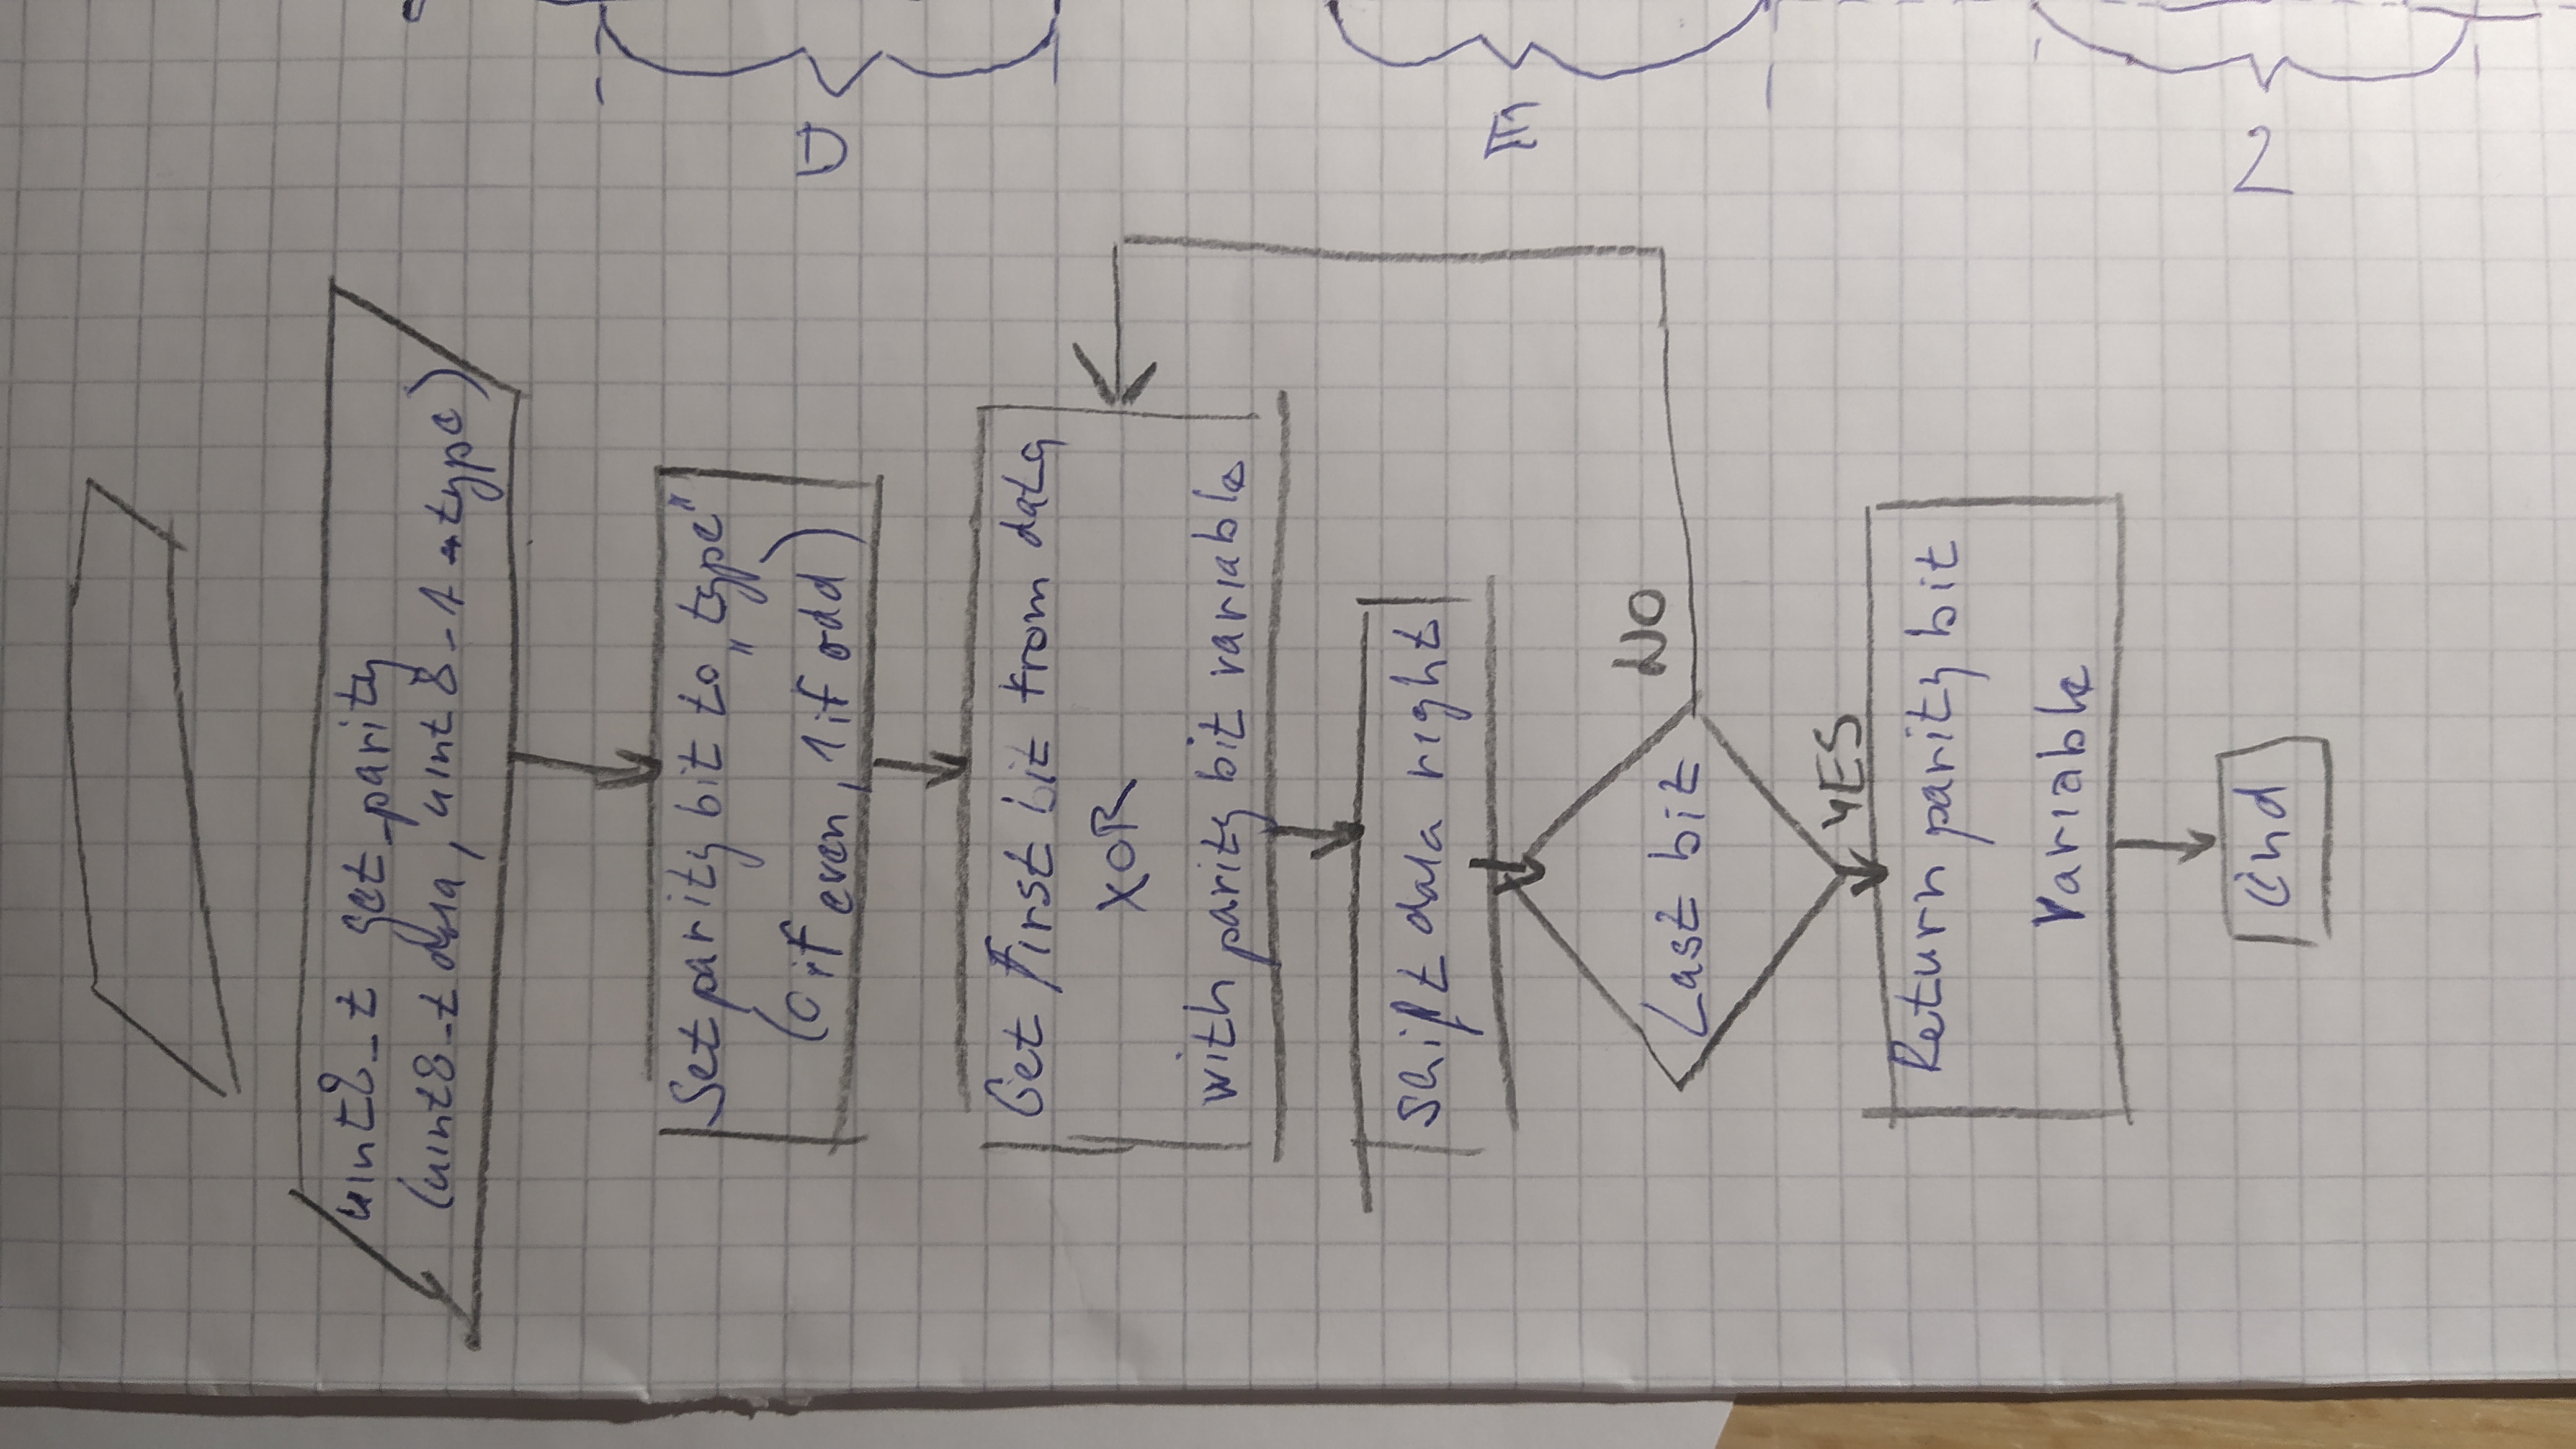 uint8_t get_parity
(uint8_t data, uint8_t type)
Set parity bit to „type"
(0 if even, 1 if odd)
Get first bit from data
XOR
with parity bit variable
Schift data right
Last bit
NO
YES
Return parity bit
Variable
End
U
E
2